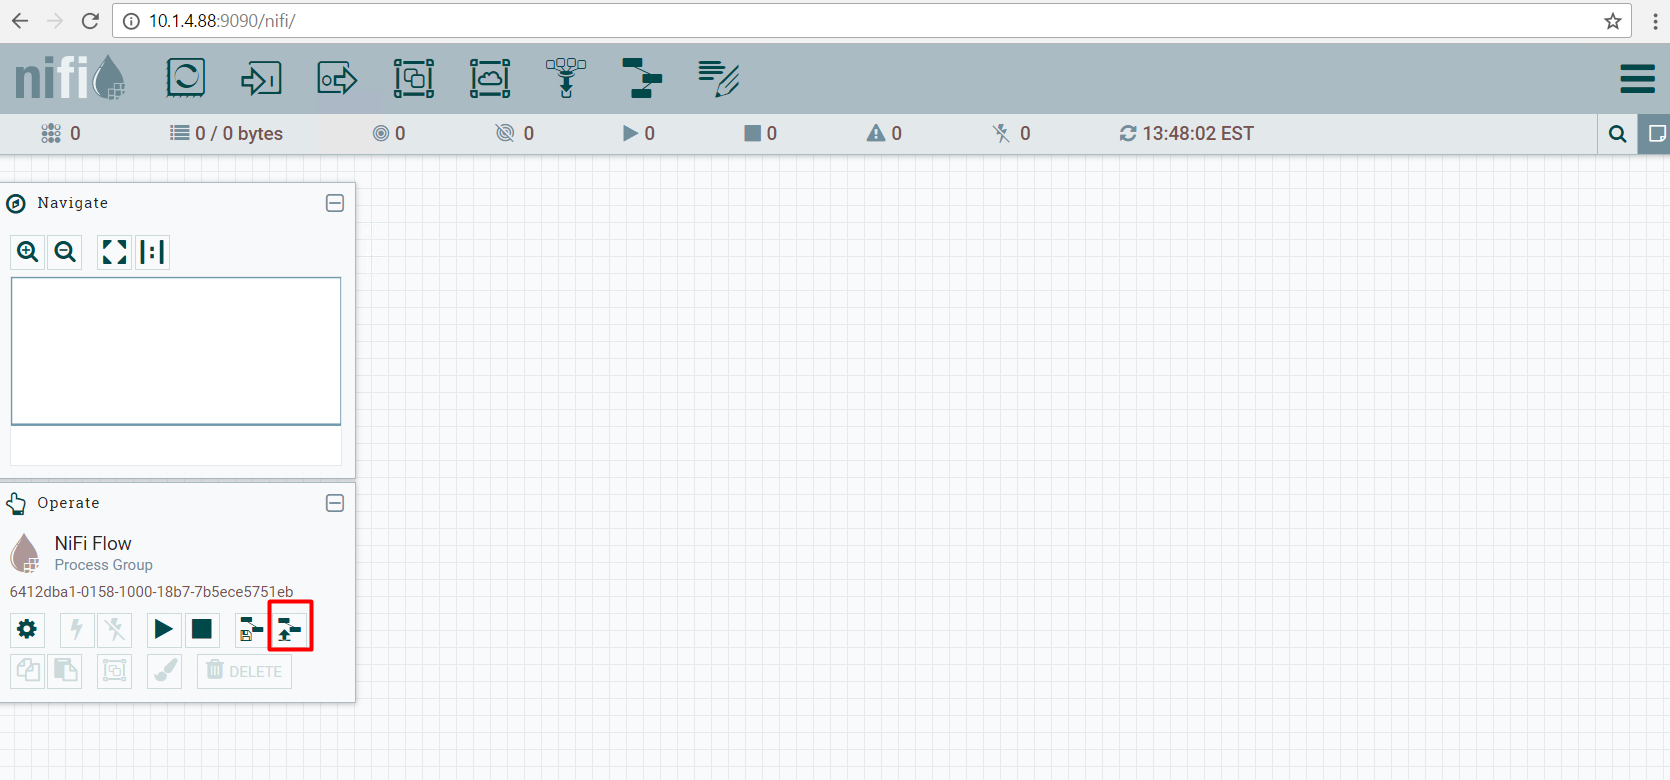 10.1.4.88:9090/nifi/
nifi
0 0 / 0 bytes 0 0 0 0 0 0 13:48:02 EST
Navigate
Operate
NiFi Flow
Process Group
6412dba1-0158-1000-18b7-7b5ece5751eb
DELETE